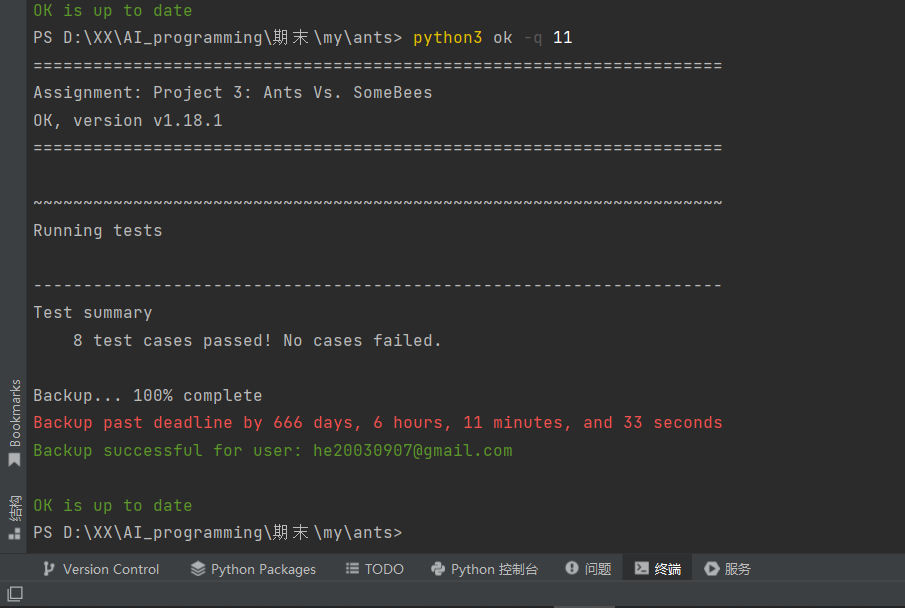 OK is up to date
PS D:\XX\AI_programming\期末\my\ants> python3 ok -q 11
=====================================================================
Assignment: Project 3: Ants Vs. SomeBees
OK, version v1.18.1
=====================================================================
~~~~~~~~~~~~~~~~~~~~~~~~~~~~~~~~~~~~~~~~~~~~~~~~~~~~~~~~~~~~~~~~~~~~~
Running tests
---------------------------------------------------------------------
Test summary
    8 test cases passed! No cases failed.
Backup... 100% complete
Backup past deadline by 666 days, 6 hours, 11 minutes, and 33 seconds
Backup successful for user: he20030907@gmail.com
OK is up to date
PS D:\XX\AI_programming\期末\my\ants>
Bookmarks
结构
Version Control Python Packages TODO Python 控制台 问题 终端 服务